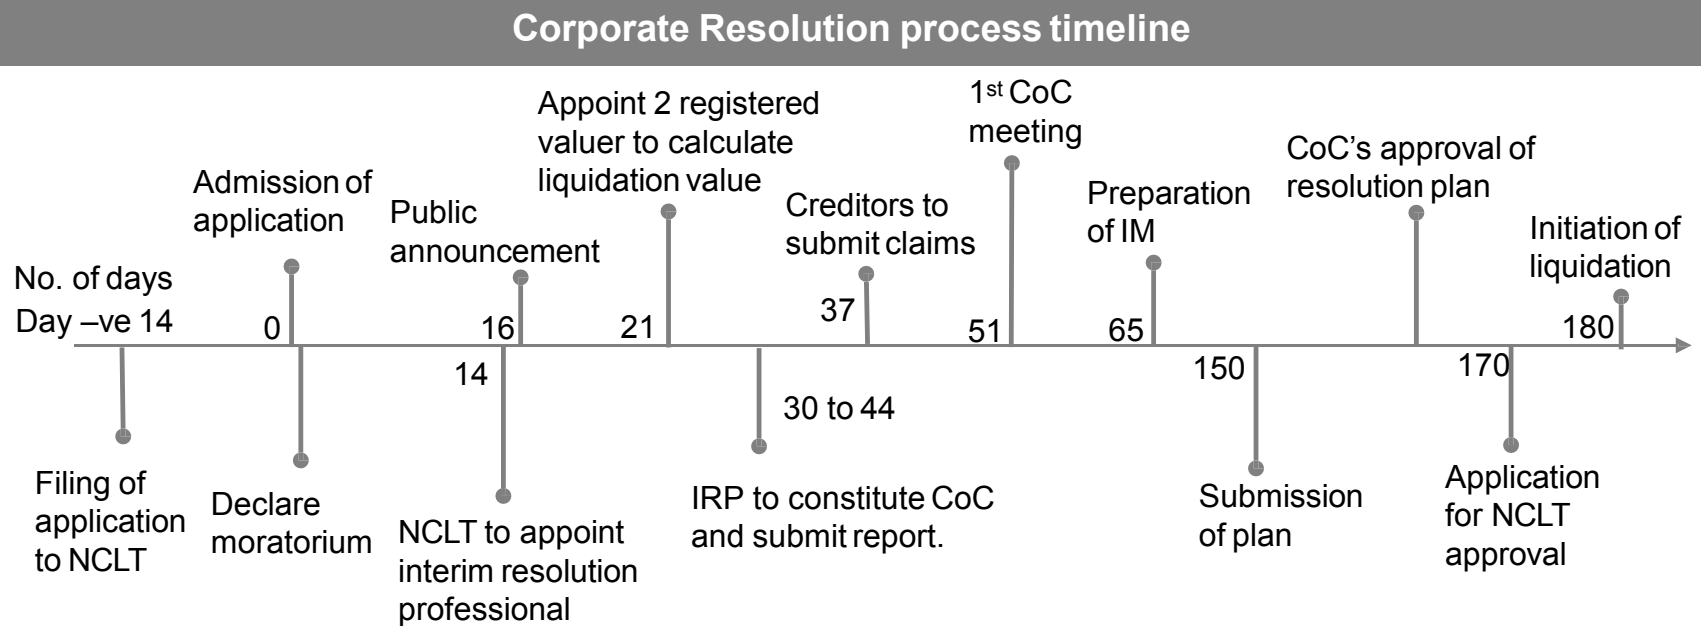 Corporate Resolution process timeline
No. of days
Day –ve 14
Filing of
application
to NCLT
Admission of
application
0
Declare
moratorium
14
NCLT to appoint
interim resolution
professional
Public
announcement
16
Appoint 2 registered
valuer to calculate
liquidation value
21
30 to 44
IRP to constitute CoC
and submit report.
Creditors to
submit claims
37
1st CoC
meeting
51
Preparation
of IM
65
150
Submission
of plan
CoC’s approval of
resolution plan
170
Application
for NCLT
approval
Initiation of
liquidation
180